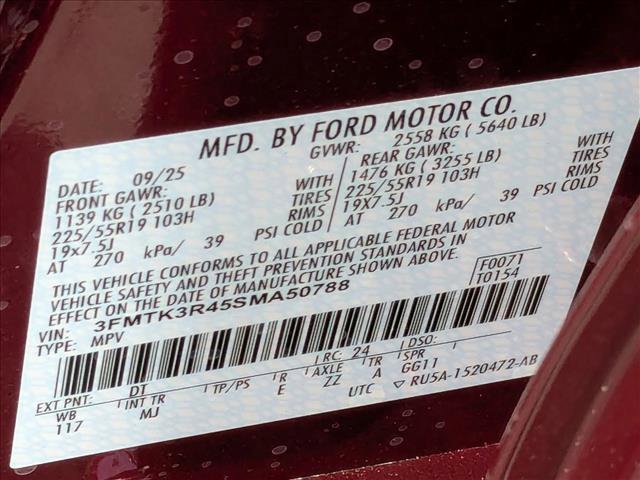 MFD. BY FORD MOTOR CO.
DATE: 09/25 GVWR: 2558 KG ( 5640 LB)
FRONT GAWR: WITH REAR GAWR: WITH
1139 KG ( 2510 LB) TIRES 1476 KG ( 3255 LB) TIRES
225/55R19 103H RIMS 225/55R19 103H RIMS
19x7.5J PSI COLD 19X7.5J PSI COLD
AT 270 kPa/ 39 AT 270 kPa/ 39
THIS VEHICLE CONFORMS TO ALL APPLICABLE FEDERAL MOTOR
VEHICLE SAFETY AND THEFT PREVENTION STANDARDS IN
EFFECT ON THE DATE OF MANUFACTURE SHOWN ABOVE.
VIN: 3FMTK3R45SMA50788 F0071
TYPE: MPV T0154
EXT PNT: DT RC: 24 DSO:
WB INT TR TP/PS R AXLE TR SPR
117 MJ E ZZ A GG11
UTC ▽ RU5A-1520472-AB